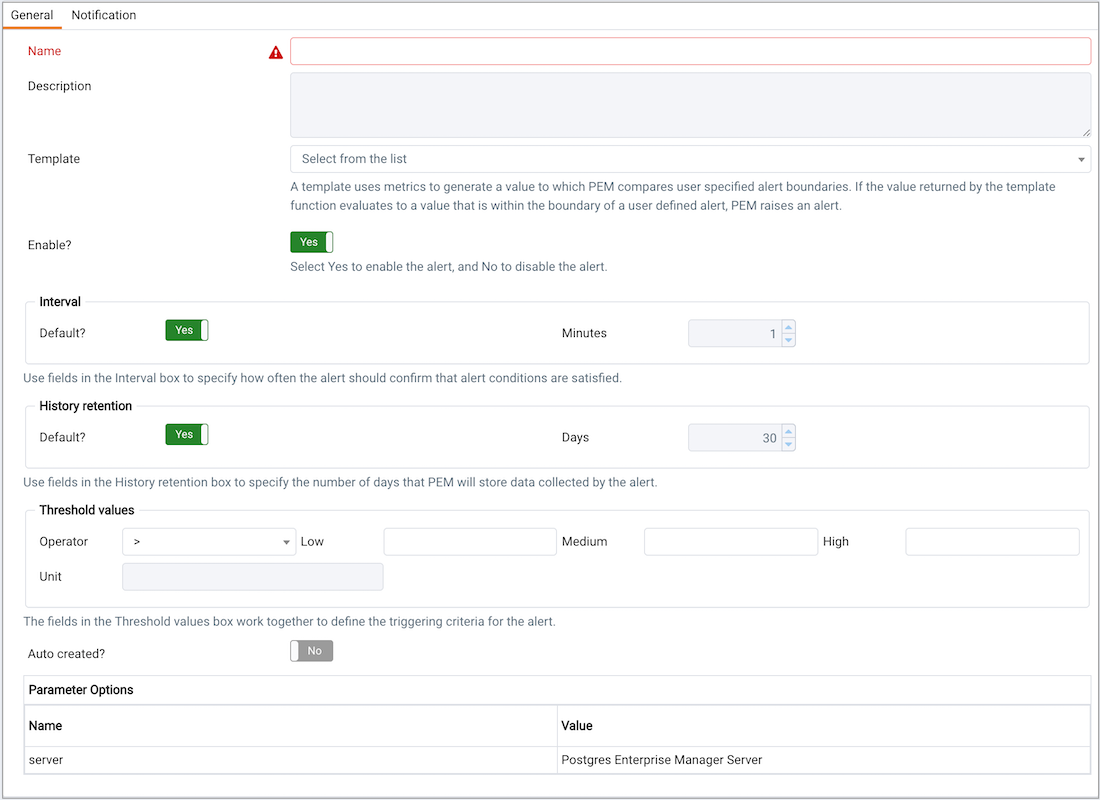 General Notification
Name
Description
Template Select from the list
A template uses metrics to generate a value to which PEM compares user specified alert boundaries. If the value returned by the template
function evaluates to a value that is within the boundary of a user defined alert, PEM raises an alert.
Enable? Yes
Select Yes to enable the alert, and No to disable the alert.
Interval
Default? Yes Minutes 1
Use fields in the Interval box to specify how often the alert should confirm that alert conditions are satisfied.
History retention
Default? Yes Days 30
Use fields in the History retention box to specify the number of days that PEM will store data collected by the alert.
Threshold values
Operator > Low Medium High
Unit
The fields in the Threshold values box work together to define the triggering criteria for the alert.
Auto created? No
Parameter Options
Name Value
server Postgres Enterprise Manager Server